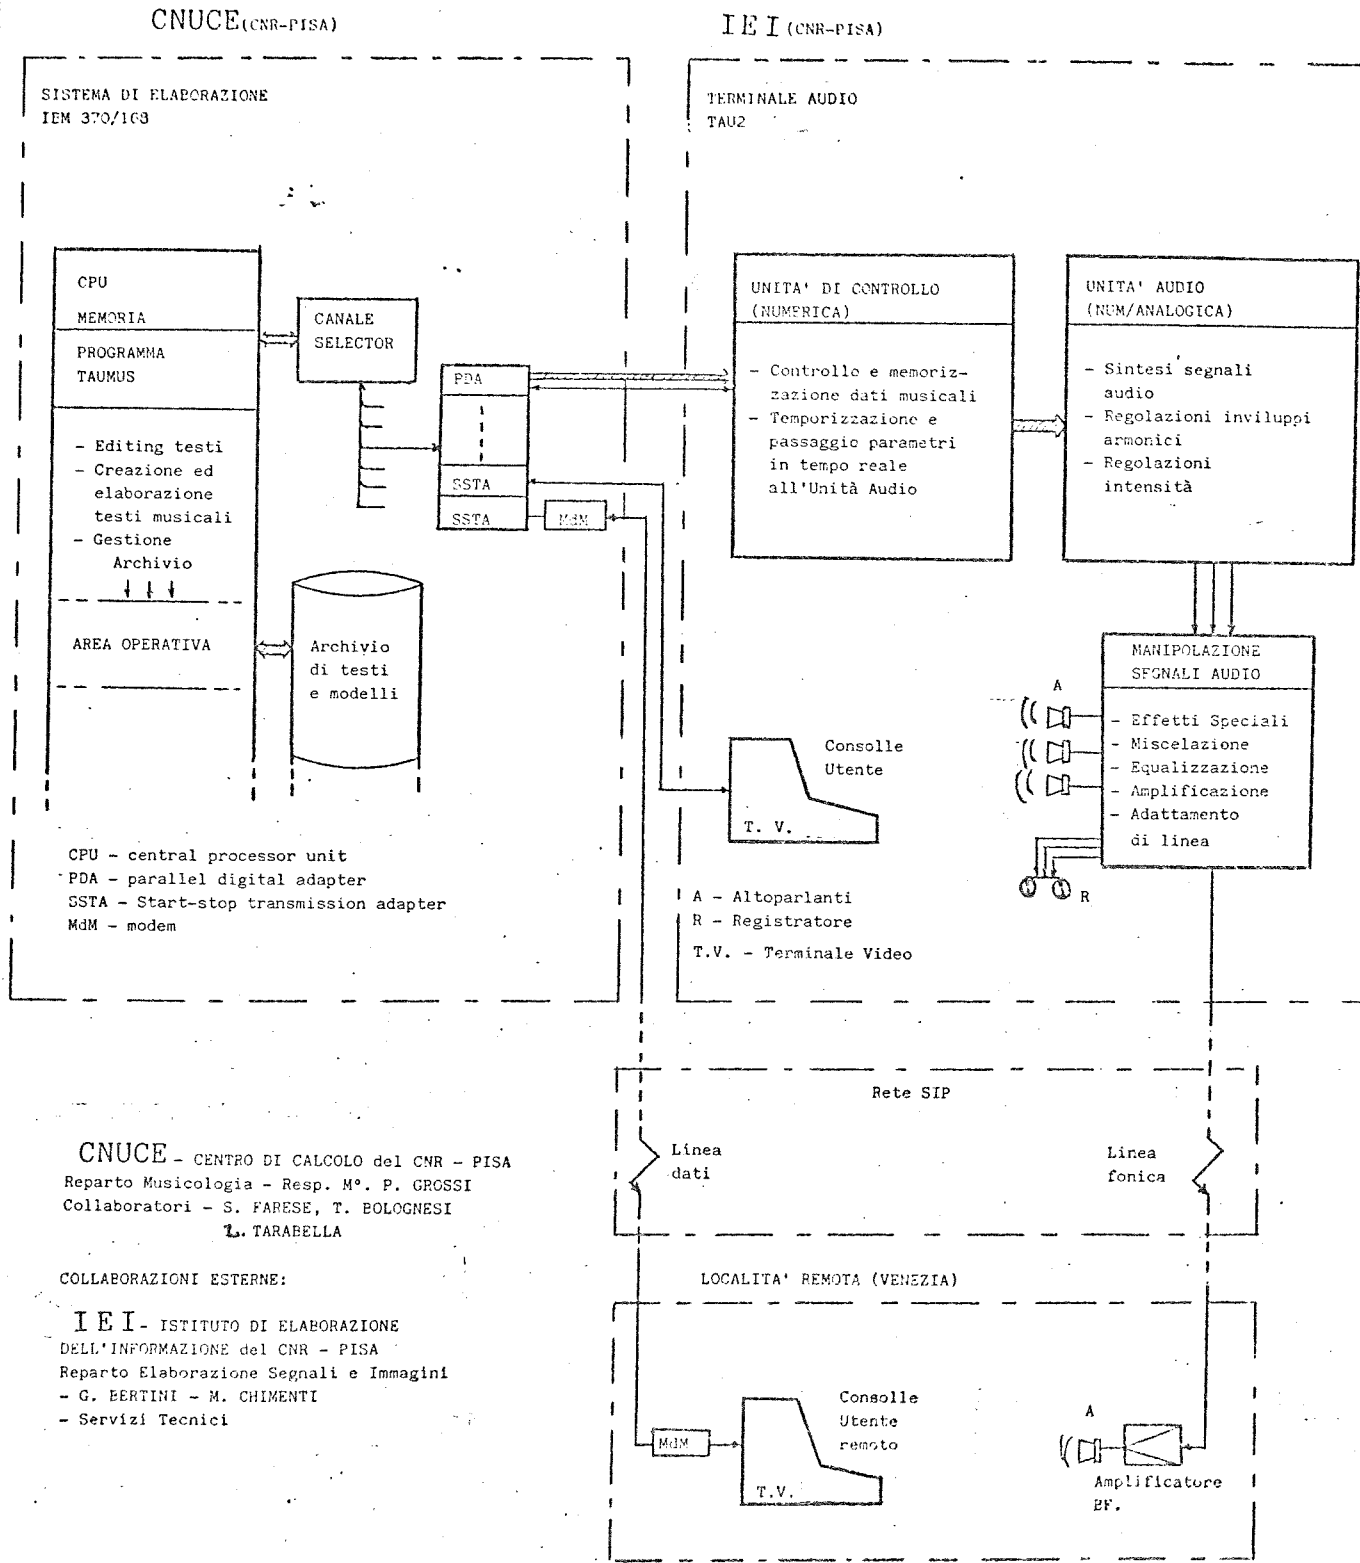 CNUCE(CNR-PISA)
SISTEMA DI ELABORAZIONE
IBM 370/168
CPU
MEMORIA
PROGRAMMA
TAUMUS
- Editing testi
- Creazione ed
elaborazione
testi musicali
- Gestione
Archivio
AREA OPERATIVA
CANALE
SELECTOR
PDA
SSTA
SSTA
MdM
Archivio
di testi
e modelli
CPU - central processor unit
PDA - parallel digital adapter
SSTA - Start-stop transmission adapter
MdM - modem
IEI (CNR-PISA)
TERMINALE AUDIO
TAU2
UNITA' DI CONTROLLO
(NUMERICA)
- Controllo e memoriz-
zazione dati musicali
- Temporizzazione e
passaggio parametri
in tempo reale
all'Unità Audio
UNITA' AUDIO
(NUM/ANALOGICA)
- Sintesi segnali
audio
- Regolazioni inviluppi
armonici
- Regolazioni
intensità
MANIPOLAZIONE
SEGNALI AUDIO
- Effetti Speciali
- Miscelazione
- Equalizzazione
- Amplificazione
- Adattamento
di linea
A
R
Consolle
Utente
T. V.
A - Altoparlanti
R - Registratore
T.V. - Terminale Video
Rete SIP
Linea
dati
Linea
fonica
LOCALITA' REMOTA (VENEZIA)
MdM
T.V.
Consolle
Utente
remoto
A
Amplificatore
BF.
CNUCE - CENTRO DI CALCOLO del CNR - PISA
Reparto Musicologia - Resp. M°. P. GROSSI
Collaboratori - S. FARESE, T. BOLOGNESI
L. TARABELLA
COLLABORAZIONI ESTERNE:
IEI - ISTITUTO DI ELABORAZIONE
DELL'INFORMAZIONE del CNR - PISA
Reparto Elaborazione Segnali e Immagini
- G. BERTINI - M. CHIMENTI
- Servizi Tecnici